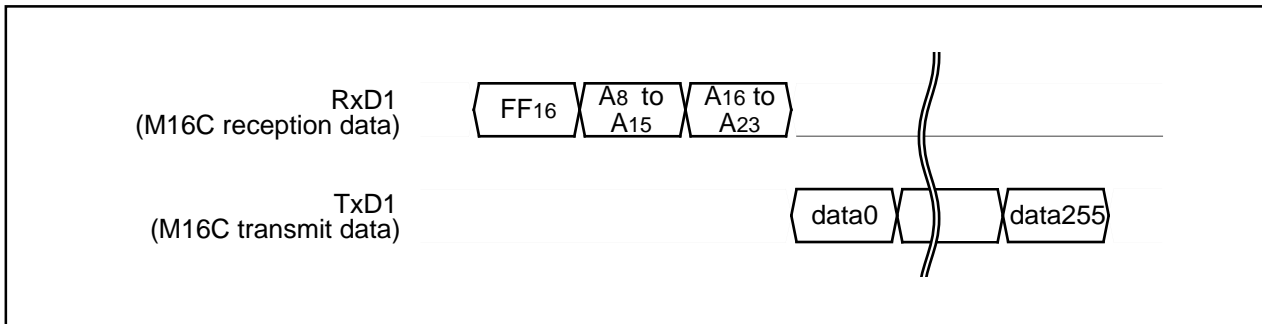 RxD1
(M16C reception data)
FF16
A8 to
A15
A16 to
A23
TxD1
(M16C transmit data)
data0
data255